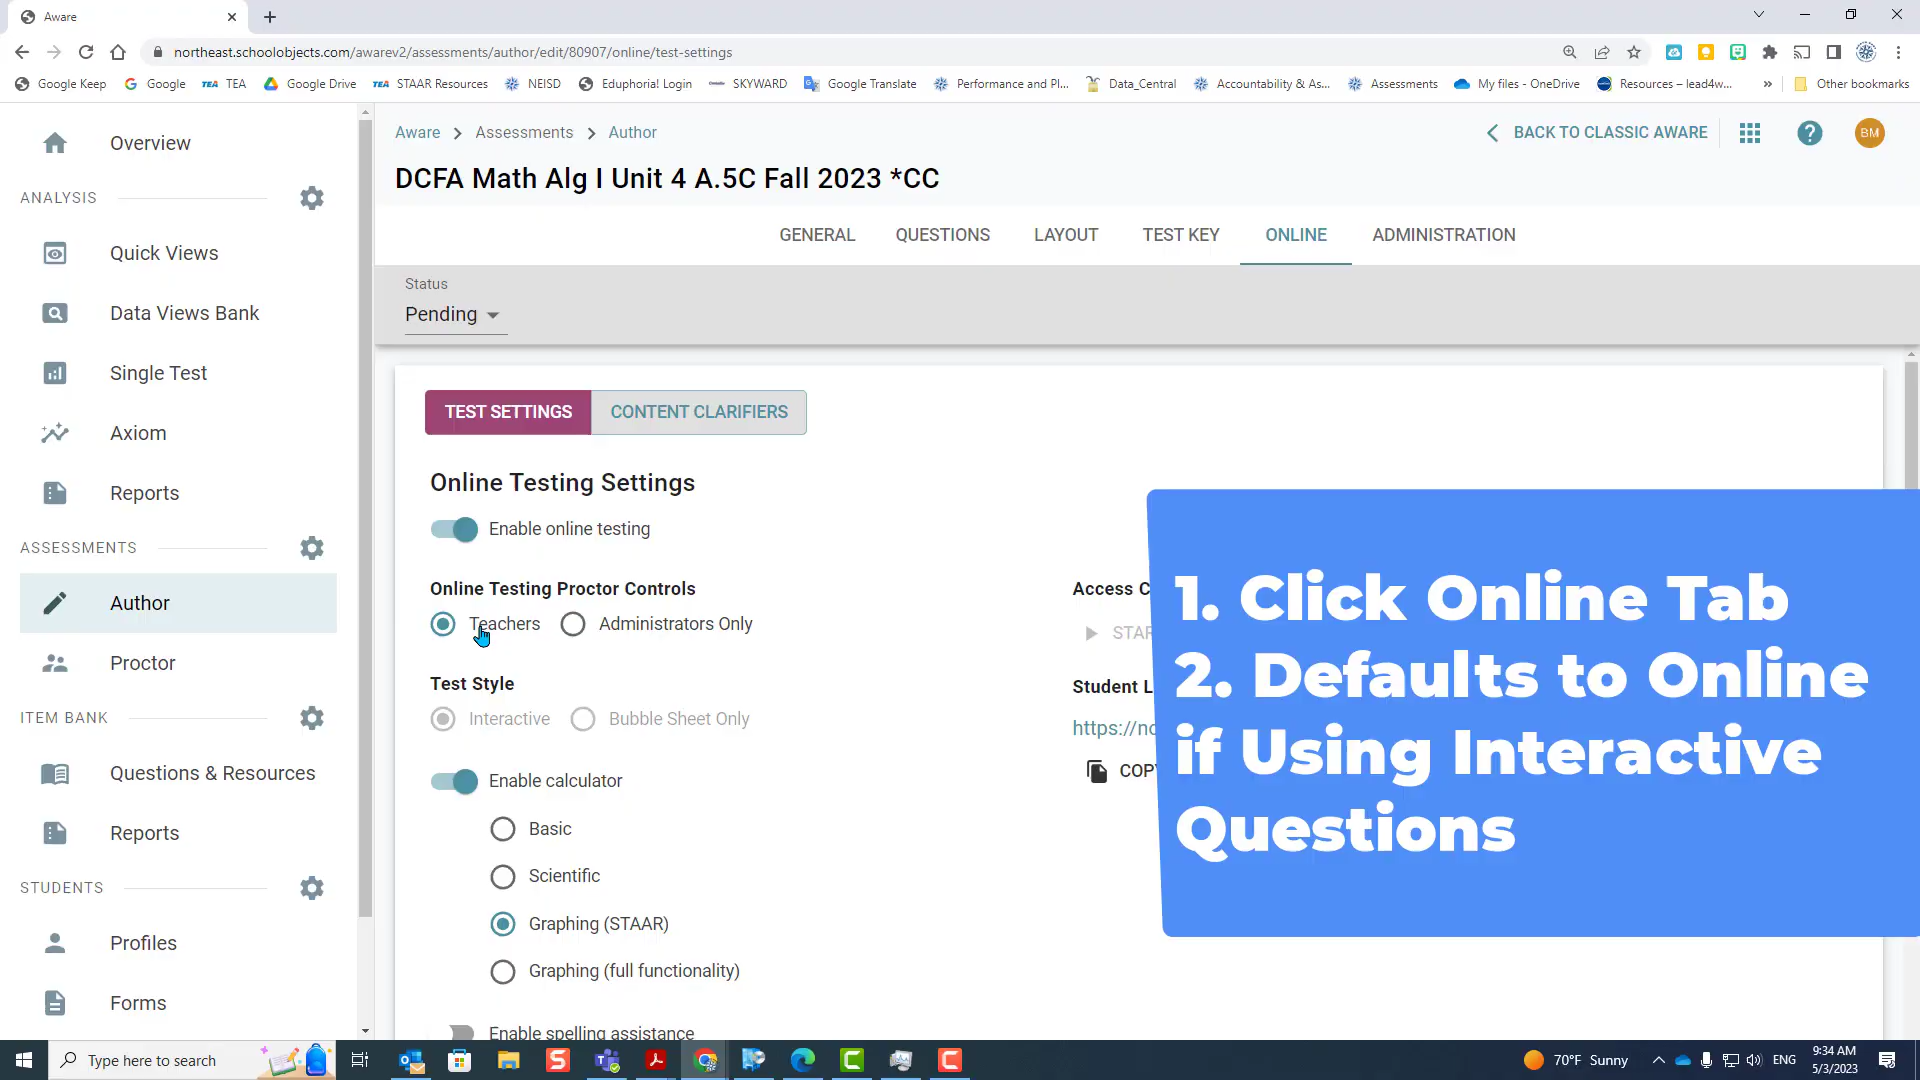 Aware
northeast.schoolobjects.com/awarev2/assessments/author/edit/80907/online/test-settings
Google Keep
Google
TEA TEA
Google Drive
TEA STAAR Resources
NEISD
Eduphoria! Login
SKYWARD
Google Translate
Performance and Pl...
Data_Central
Accountability & As...
Assessments
My files - OneDrive
Resources – lead4w...
»
Other bookmarks
Overview
ANALYSIS
Quick Views
Data Views Bank
Single Test
Axiom
Reports
ASSESSMENTS
Author
Proctor
ITEM BANK
Questions & Resources
Reports
STUDENTS
Profiles
Forms
Aware > Assessments > Author
BACK TO CLASSIC AWARE
BM
DCFA Math Alg I Unit 4 A.5C Fall 2023 *CC
GENERAL
QUESTIONS
LAYOUT
TEST KEY
ONLINE
ADMINISTRATION
Status
Pending
TEST SETTINGS
CONTENT CLARIFIERS
Online Testing Settings
Enable online testing
Online Testing Proctor Controls
Teachers
Administrators Only
Test Style
Interactive
Bubble Sheet Only
Enable calculator
Basic
Scientific
Graphing (STAAR)
Graphing (full functionality)
Enable spelling assistance
Access C
STAR
Student L
https://no
COPY
1. Click Online Tab
2. Defaults to Online
if Using Interactive
Questions
Type here to search
70°F Sunny
ENG
9:34 AM
5/3/2023